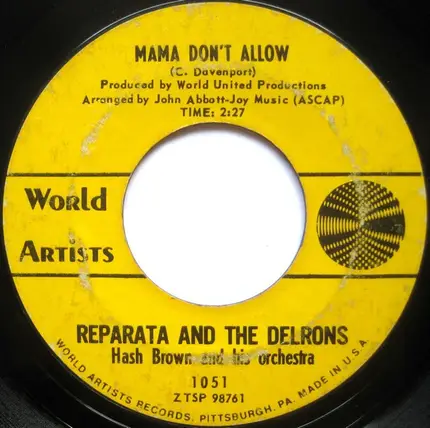 MAMA DON'T ALLOW
(C. Davenport)
Produced by World United Productions
Arranged by John Abbott-Joy Music (ASCAP)
TIME: 2:27
World
Artists
REPARATA AND THE DELRONS
Hash Brown and his orchestra
1051
ZTSP 98761
WORLD ARTISTS RECORDS, PITTSBURGH, PA. MADE IN U.S.A.